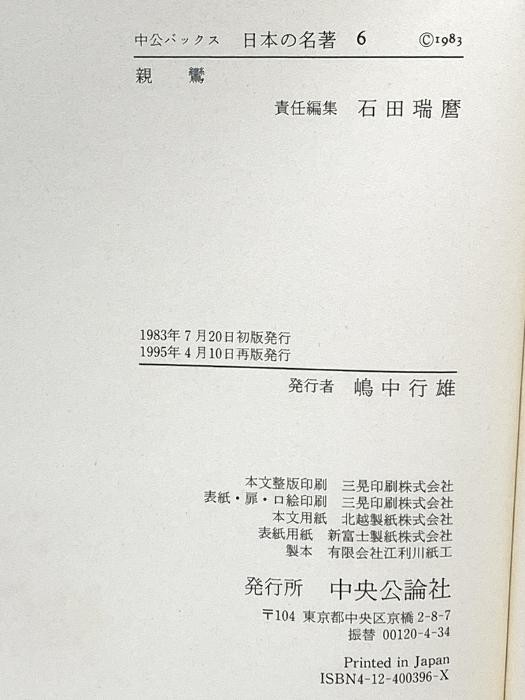 中公バックス 日本の名著 6 ©1983
親鸞
責任編集 石田瑞麿
1983年7月20日初版発行
1995年4月10日再版発行
発行者 嶋中行雄
本文整版印刷 三晃印刷株式会社
表紙・扉・口絵印刷 三晃印刷株式会社
本文用紙 北越製紙株式会社
表紙用紙 新富士製紙株式会社
製本 有限会社江利川紙工
発行所 中央公論社
〒104 東京都中央区京橋2-8-7
振替 00120-4-34
Printed in Japan
ISBN4-12-400396-X